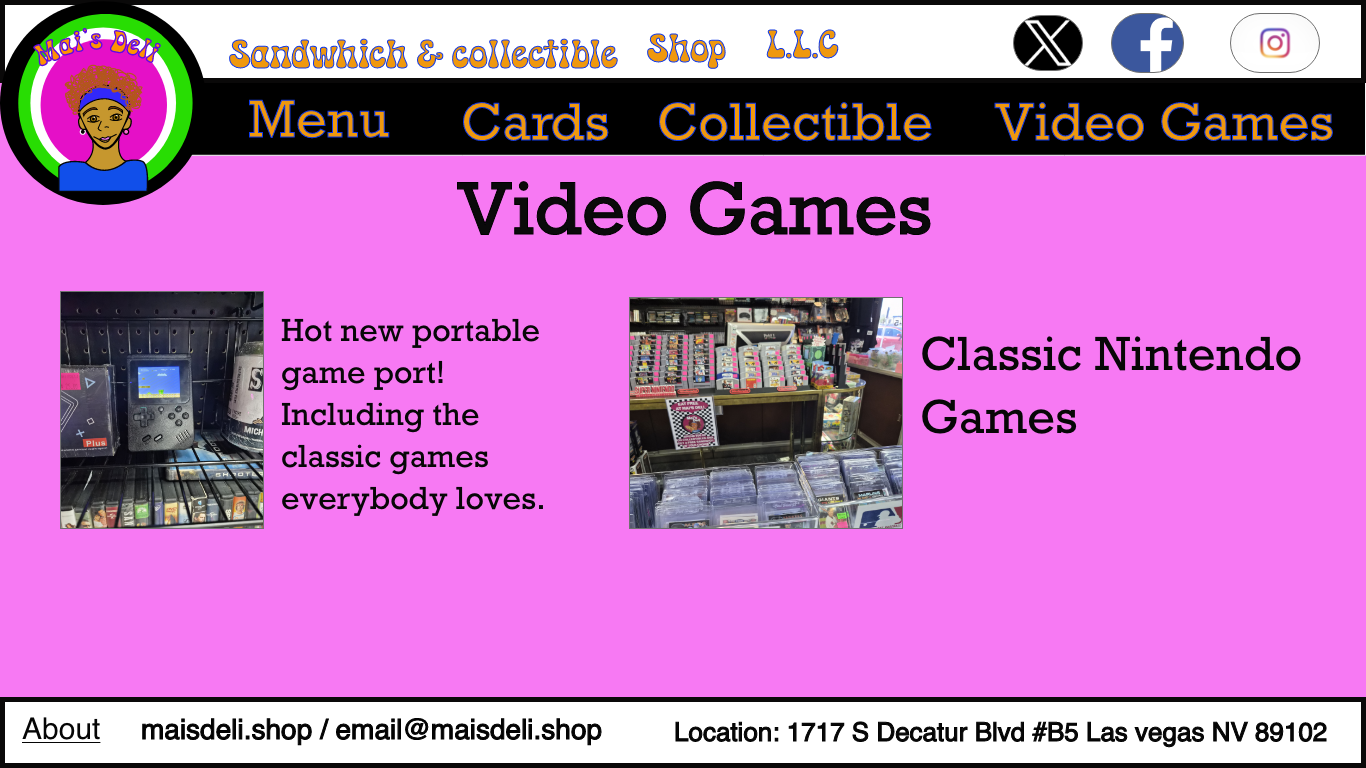 Mai's Deli
Sandwhich & collectible Shop L.L.C
Menu Cards Collectible Video Games
Video Games
Hot new portable
game port!
Including the
classic games
everybody loves.
Plus
Classic Nintendo
Games
About maisdeli.shop / email@maisdeli.shop Location: 1717 S Decatur Blvd #B5 Las vegas NV 89102